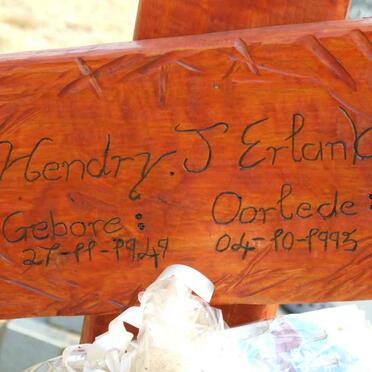 Hendry. J Erlank
Gebore:
27-11-1949
Oorlede:
04-10-1993